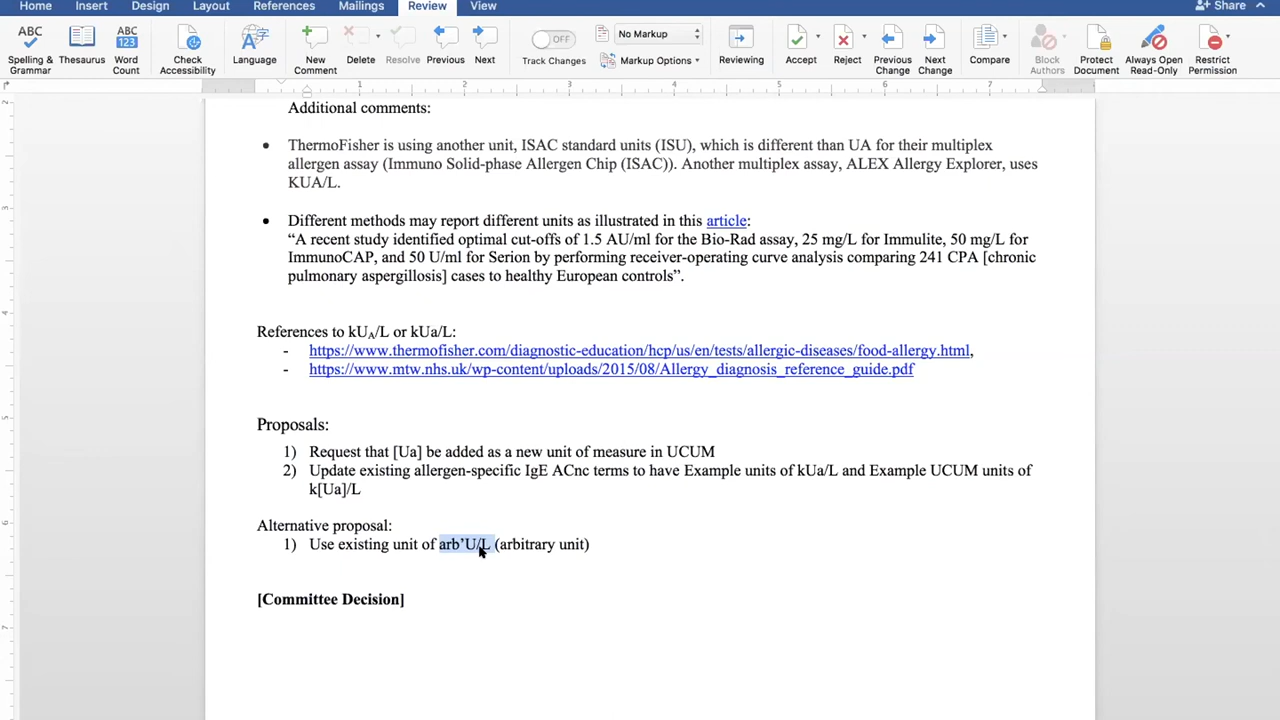 Home Insert Design Layout References Mailings Review View Share
ABC ABC 123 OFF No Markup
Spelling & Grammar Thesaurus Word Count Check Accessibility Language New Comment Delete Resolve Previous Next Track Changes Markup Options Reviewing Accept Reject Previous Change Next Change Compare Block Authors Protect Document Always Open Read-Only Restrict Permission
1 2 3 4 5 6 7
Additional comments:
• ThermoFisher is using another unit, ISAC standard units (ISU), which is different than UA for their multiplex
allergen assay (Immuno Solid-phase Allergen Chip (ISAC)). Another multiplex assay, ALEX Allergy Explorer, uses
KUA/L.
• Different methods may report different units as illustrated in this article:
“A recent study identified optimal cut-offs of 1.5 AU/ml for the Bio-Rad assay, 25 mg/L for Immulite, 50 mg/L for
ImmunoCAP, and 50 U/ml for Serion by performing receiver-operating curve analysis comparing 241 CPA [chronic
pulmonary aspergillosis] cases to healthy European controls”.
References to kUA/L or kUa/L:
- https://www.thermofisher.com/diagnostic-education/hcp/us/en/tests/allergic-diseases/food-allergy.html,
- https://www.mtw.nhs.uk/wp-content/uploads/2015/08/Allergy_diagnosis_reference_guide.pdf
Proposals:
1) Request that [Ua] be added as a new unit of measure in UCUM
2) Update existing allergen-specific IgE ACnc terms to have Example units of kUa/L and Example UCUM units of
k[Ua]/L
Alternative proposal:
1) Use existing unit of arb’U/L (arbitrary unit)
[Committee Decision]